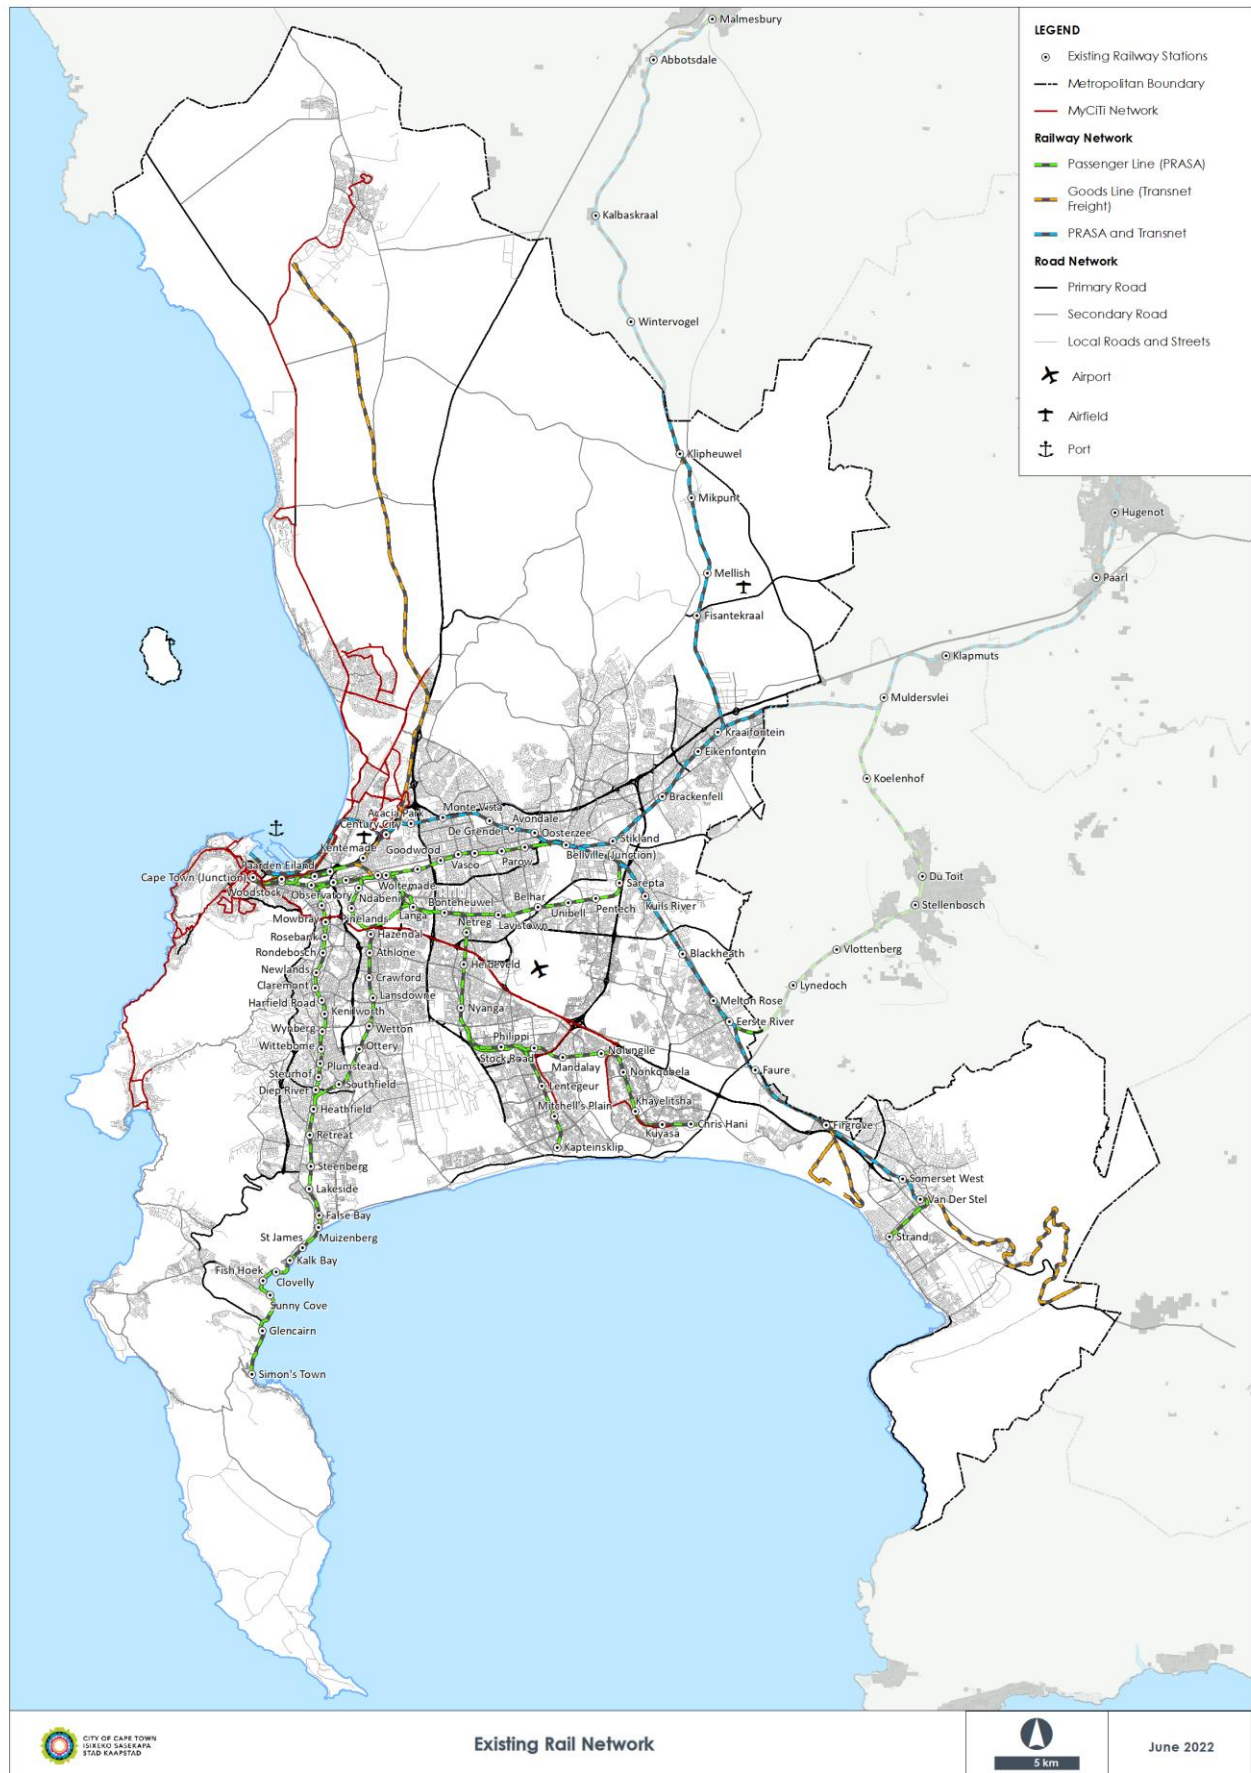 Malmesbury
Abbotsdale
Kalbaskraal
Wintervogel
Klipheuwel
Mikpunt
Mellish
Fisantekraal
Hugenot
Paarl
Klapmuts
Muldersvlei
Kraaifontein
Eikenfontein
Koelenhof
Brackenfell
Du Toit
Stellenbosch
Vlottenberg
Lynedoch
LEGEND
Existing Railway Stations
Metropolitan Boundary
MyCiTi Network
Railway Network
Passenger Line (PRASA)
Goods Line (Transnet
Freight)
PRASA and Transnet
Road Network
Primary Road
Secondary Road
Local Roads and Streets
Airport
Airfield
Port
Acacia Park
Monte Vista
Century City
De Grendel
Avondale
Oosterzee
Stikland
Bellville (Junction)
Kentemade
Goodwood
Vasco
Parow
Paarden Eiland
Cape Town (Junction)
Woodstock
Observatory
Woltemade
Ndabeni
Mowbray
Pinelands
Langa
Bonteheuwel
Netreg
Lavistown
Belhar
Unibell
Pentech
Sarepta
Kuils River
Rosebank
Hazendal
Rondebosch
Athlone
Heideveld
Blackheath
Newlands
Crawford
Claremont
Lansdowne
Harfield Road
Kenilworth
Nyanga
Melton Rose
Eerste River
Wynberg
Wetton
Wittebome
Ottery
Philippi
Stock Road
Mandalay
Nolungile
Plumstead
Steurhof
Southfield
Diep River
Lentegeur
Nonkqubela
Faure
Heathfield
Mitchell's Plain
Khayelitsha
Kuyasa
Chris Hani
Firgrove
Retreat
Kapteinsklip
Steenberg
Somerset West
Lakeside
Van Der Stel
False Bay
Muizenberg
Strand
St James
Kalk Bay
Fish Hoek
Clovelly
Sunny Cove
Glencairn
Simon's Town
CITY OF CAPE TOWN
ISIXEKO SASEKAPA
STAD KAAPSTAD
Existing Rail Network
5 km
June 2022